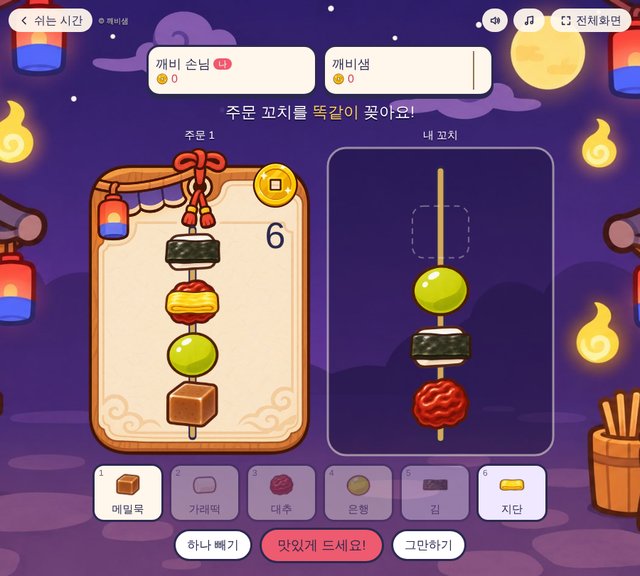 쉬는 시간
© 깨비샘
전체화면
깨비 손님 나
0
깨비샘
0
주문 꼬치를 똑같이 꽂아요!
주문 1
내 꼬치
6
1 메밀묵
2 가래떡
3 대추
4 은행
5 김
6 지단
하나 빼기
맛있게 드세요!
그만하기